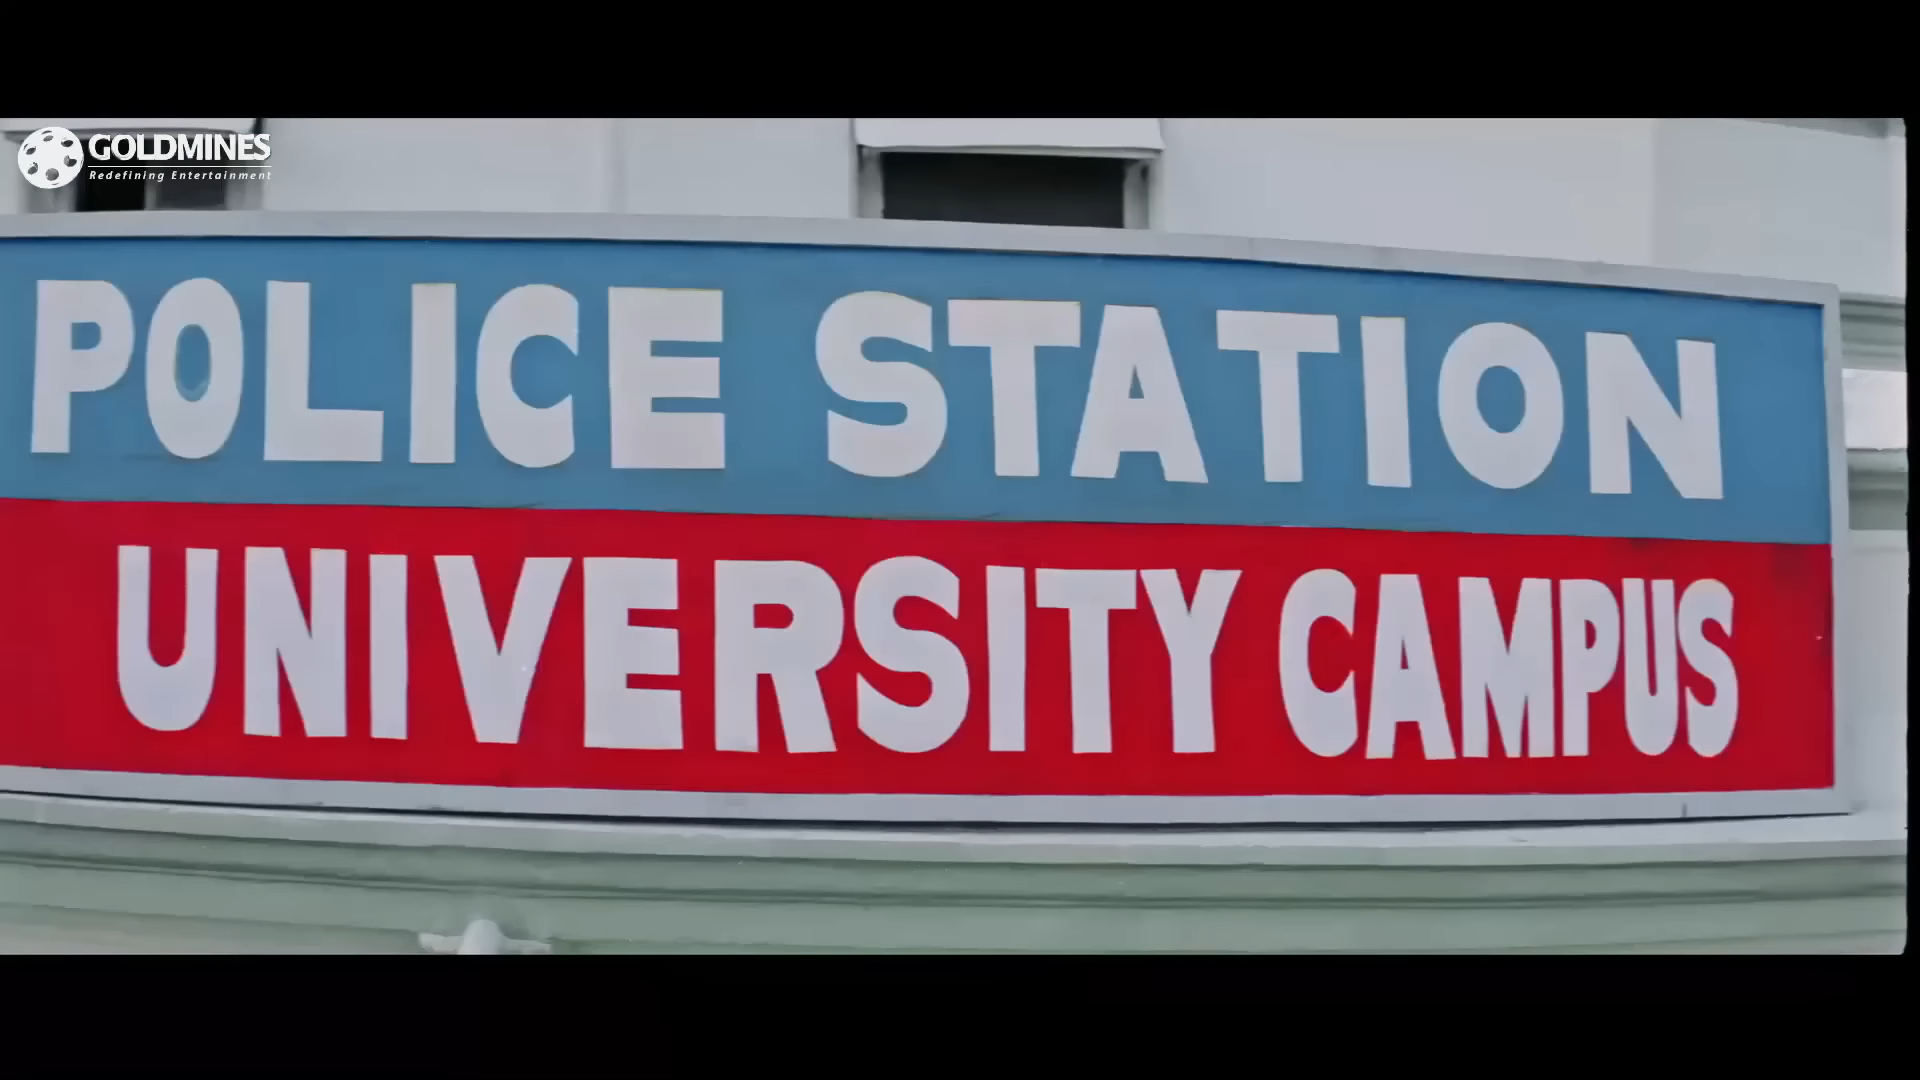 GOLDMINES
Redefining Entertainment
POLICE STATION
UNIVERSITY CAMPUS